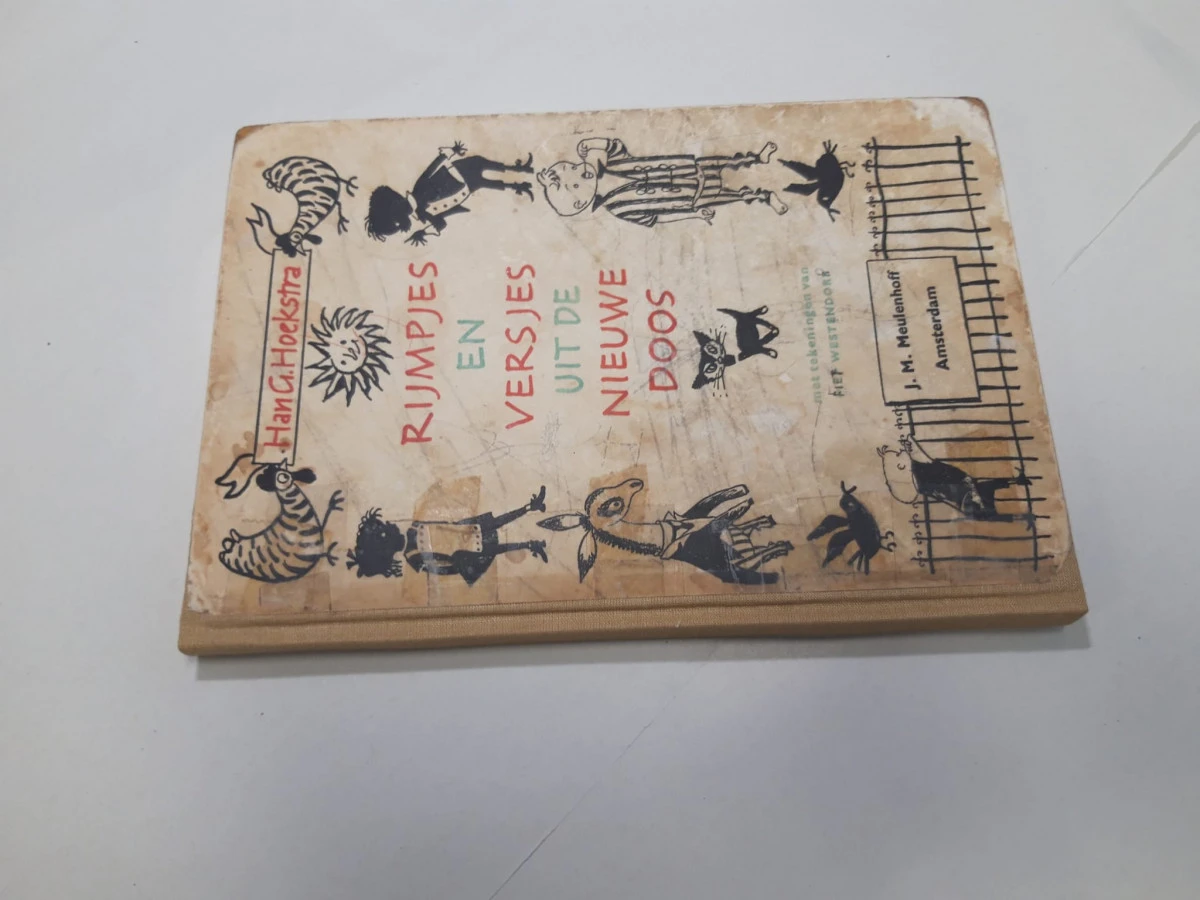 Han G. Hoekstra
RIJMPJES
EN
VERSJES
UIT DE
NIEUWE
DOOS
met tekeningen van
FIEP WESTENDORP
J. M. Meulenhoff
Amsterdam